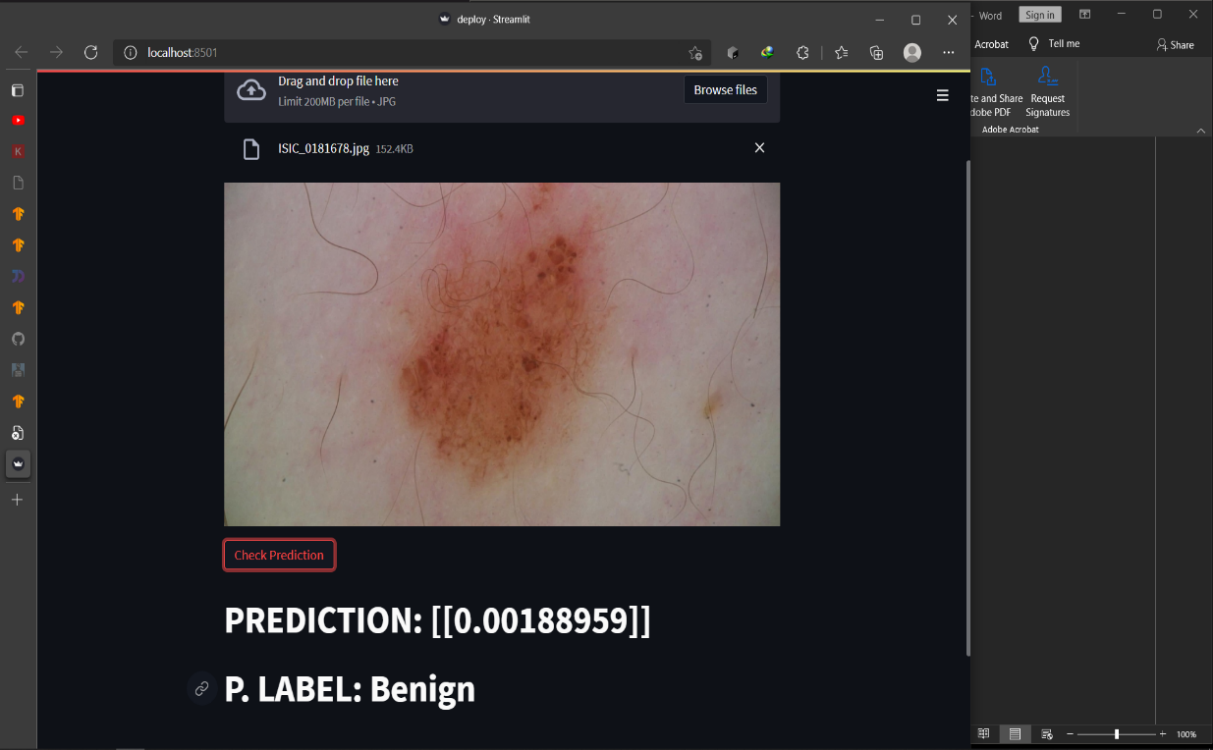 deploy · Streamlit
localhost:8501
Drag and drop file here
Limit 200MB per file • JPG
Browse files
ISIC_0181678.jpg 152.4KB
Check Prediction
PREDICTION: [[0.00188959]]
P. LABEL: Benign
- Word
Sign in
Acrobat
Tell me
Share
te and Share
dobe PDF
Request
Signatures
Adobe Acrobat
100%
K